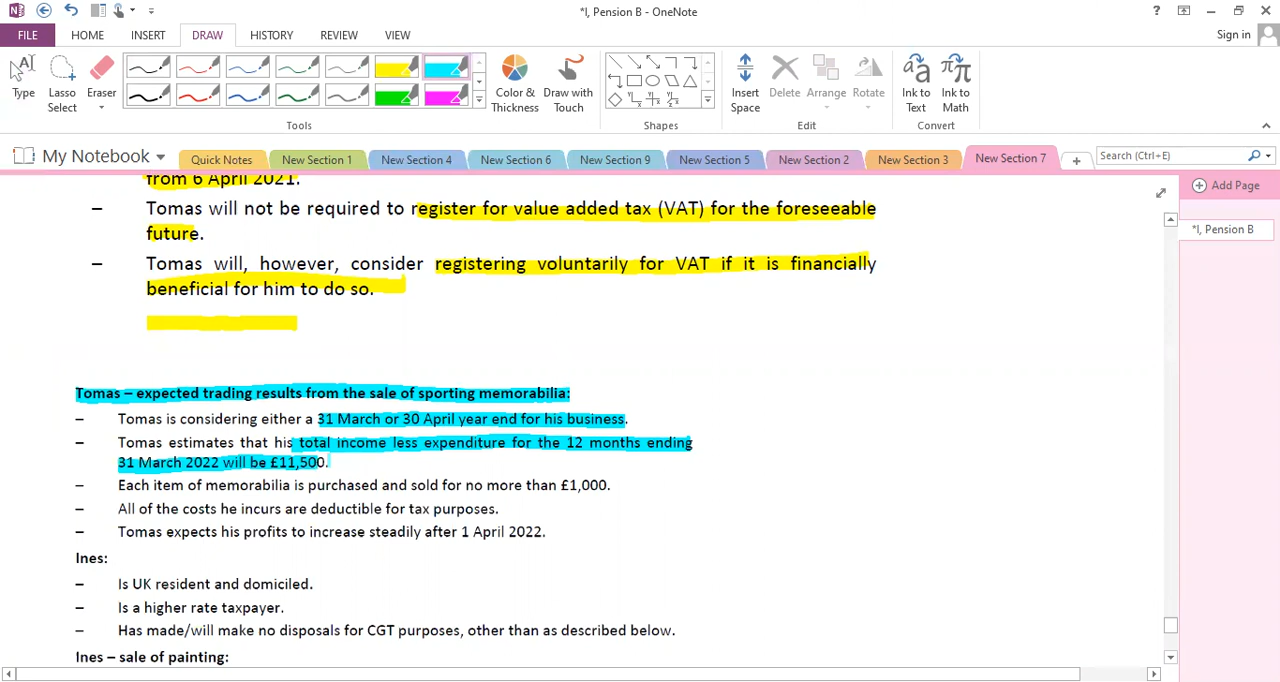 *I, Pension B - OneNote
?
FILE HOME INSERT DRAW HISTORY REVIEW VIEW
Sign in
Type
Lasso Select
Eraser
Color & Thickness
Draw with Touch
Insert Space
Delete
Arrange
Rotate
Ink to Text
Ink to Math
Tools
Shapes
Edit
Convert
My Notebook
Quick Notes New Section 1 New Section 4 New Section 6 New Section 9 New Section 5 New Section 2 New Section 3 New Section 7
Search (Ctrl+E)
Add Page
*I, Pension B
from 6 April 2021.
– Tomas will not be required to register for value added tax (VAT) for the foreseeable
future.
– Tomas will, however, consider registering voluntarily for VAT if it is financially
beneficial for him to do so.
Tomas – expected trading results from the sale of sporting memorabilia:
– Tomas is considering either a 31 March or 30 April year end for his business.
– Tomas estimates that his total income less expenditure for the 12 months ending
31 March 2022 will be £11,500.
– Each item of memorabilia is purchased and sold for no more than £1,000.
– All of the costs he incurs are deductible for tax purposes.
– Tomas expects his profits to increase steadily after 1 April 2022.
Ines:
– Is UK resident and domiciled.
– Is a higher rate taxpayer.
– Has made/will make no disposals for CGT purposes, other than as described below.
Ines – sale of painting: